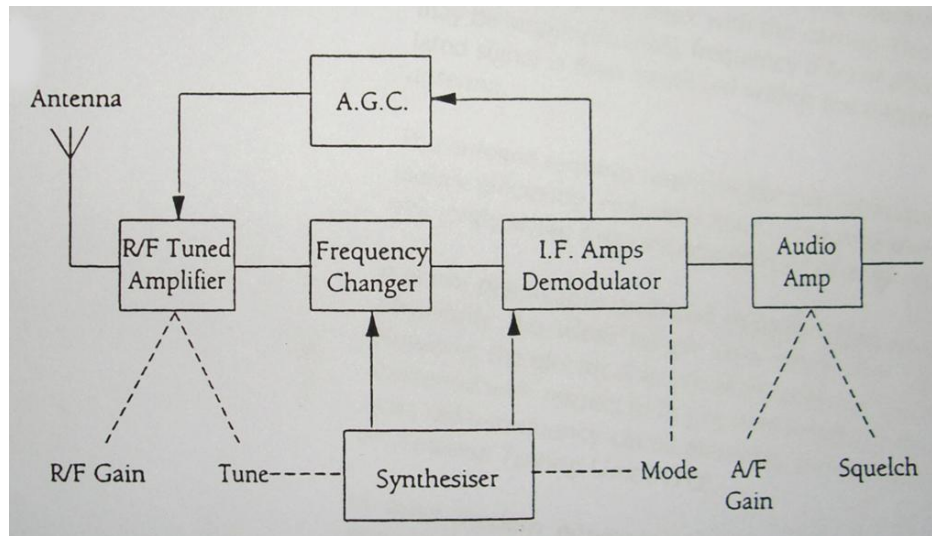 Antenna
A.G.C.
R/F Tuned
Amplifier
Frequency
Changer
I.F. Amps
Demodulator
Audio
Amp
R/F Gain
Tune
Synthesiser
Mode
A/F
Gain
Squelch